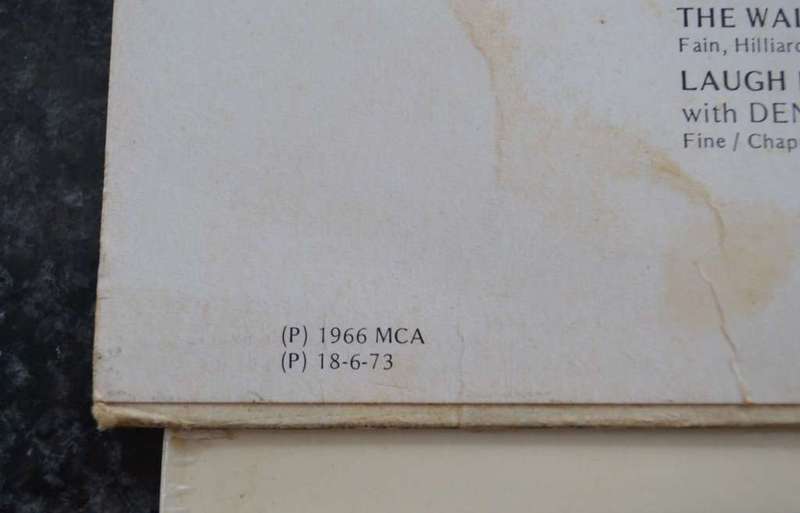 THE WAL
Fain, Hilliard
LAUGH
with DEN
Fine / Chap
(P) 1966 MCA
(P) 18-6-73